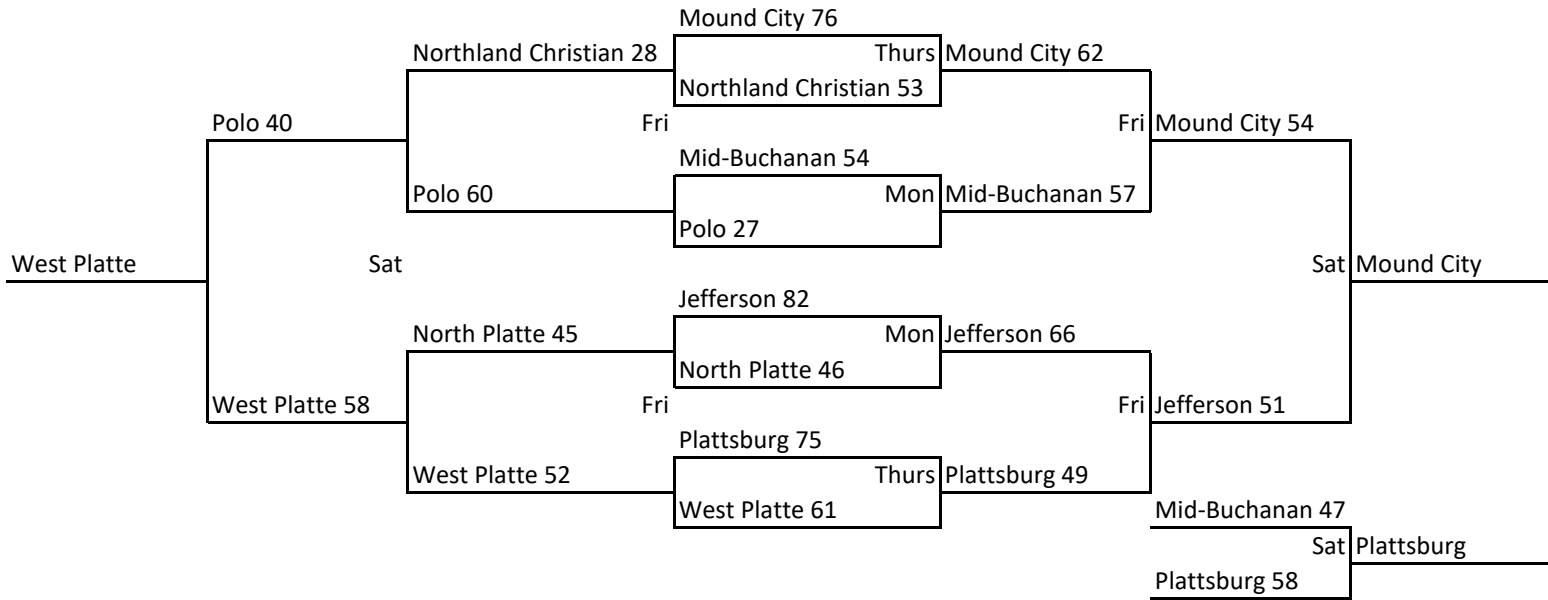 Mound City 76
Northland Christian 28
Thurs Mound City 62
Northland Christian 53
Polo 40
Fri
Fri Mound City 54
Mid-Buchanan 54
Polo 60
Mon Mid-Buchanan 57
Polo 27
West Platte
Sat
Sat Mound City
Jefferson 82
North Platte 45
Mon Jefferson 66
North Platte 46
West Platte 58
Fri
Fri Jefferson 51
Plattsburg 75
West Platte 52
Thurs Plattsburg 49
West Platte 61
Mid-Buchanan 47
Sat Plattsburg
Plattsburg 58